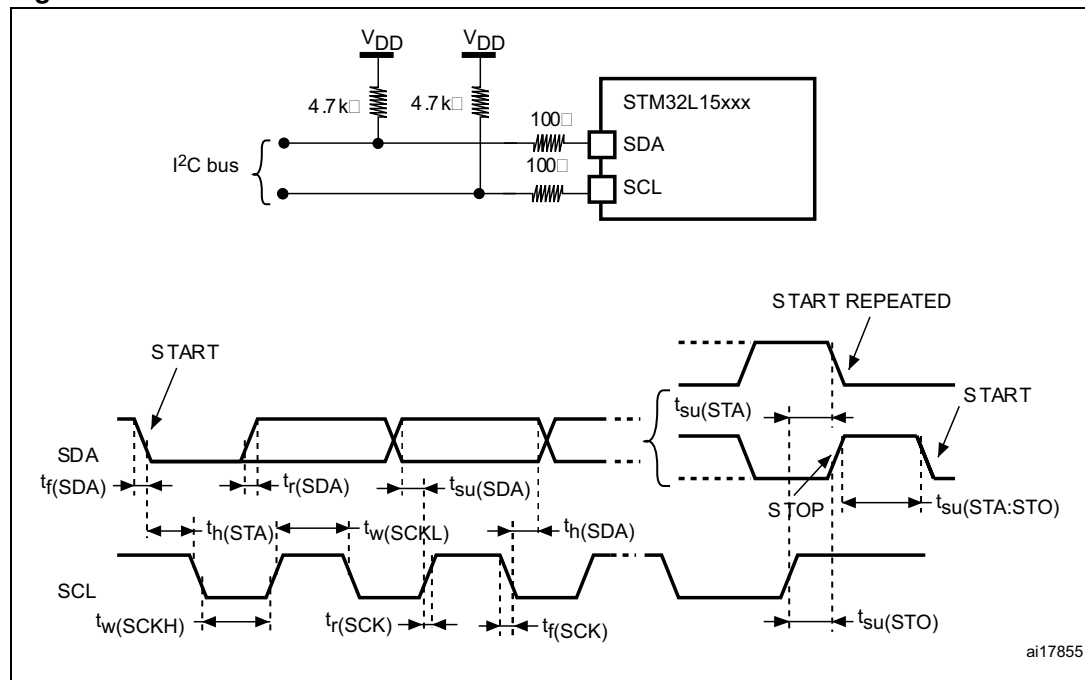 VDD VDD
4.7k□ 4.7k□
STM32L15xxx
100□
SDA
I²C bus
100□
SCL
START REPEATED
START
tsu(STA)
START
SDA
tf(SDA)
tr(SDA)
tsu(SDA)
STOP
tsu(STA:STO)
th(STA)
tw(SCKL)
th(SDA)
SCL
tw(SCKH)
tr(SCK)
tf(SCK)
tsu(STO)
ai17855